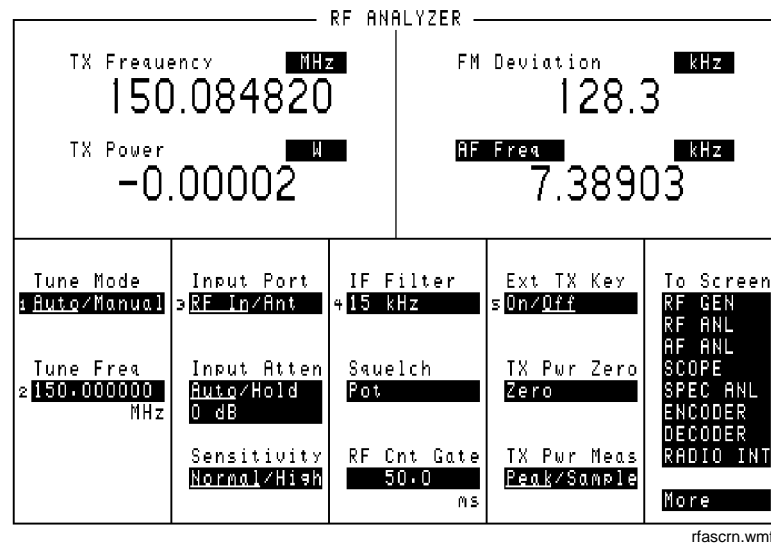 RF ANALYZER
TX Frequency MHz
150.084820
TX Power W
-0.00002
FM Deviation kHz
128.3
AF Freq kHz
7.38903
Tune Mode
1 Auto/Manual
Tune Freq
2 150.000000
MHz
Input Port
3 RF In/Ant
Input Atten
Auto/Hold
0 dB
Sensitivity
Normal/High
IF Filter
4 15 kHz
Squelch
Pot
RF Cnt Gate
50.0
ms
Ext TX Key
5 On/Off
TX Pwr Zero
Zero
TX Pwr Meas
Peak/Sample
To Screen
RF GEN
RF ANL
AF ANL
SCOPE
SPEC ANL
ENCODER
DECODER
RADIO INT
More
rfascrn.wmf